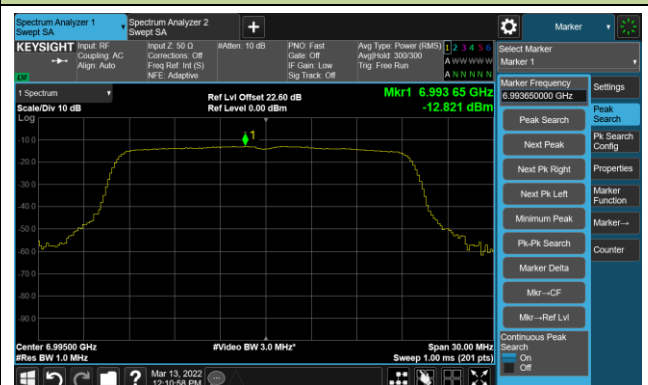 Spectrum Analyzer 1
Swept SA
Spectrum Analyzer 2
Swept SA
+
Marker
KEYSIGHT
Input: RF
Coupling: AC
Align: Auto
Input Z: 50 Ω
Corrections: Off
Freq Ref: Int (S)
NFE: Adaptive
#Atten: 10 dB
PNO: Fast
Gate: Off
IF Gain: Low
Sig Track: Off
Avg Type: Power (RMS)
Avg|Hold: 300/300
Trig: Free Run
1 2 3 4 5 6
A W W W W W
A N N N N N
LXI
Select Marker
Marker 1
1 Spectrum
Scale/Div 10 dB
Log
Ref Lvl Offset 22.60 dB
Ref Level 0.00 dBm
Mkr1 6.993 65 GHz
-12.821 dBm
1
-10.0
-20.0
-30.0
-40.0
-50.0
-60.0
-70.0
-80.0
-90.0
Center 6.99500 GHz
#Res BW 1.0 MHz
#Video BW 3.0 MHz*
Span 30.00 MHz
Sweep 1.00 ms (201 pts)
Marker Frequency
6.993650000 GHz
Peak Search
Next Peak
Next Pk Right
Next Pk Left
Minimum Peak
Pk-Pk Search
Marker Delta
Mkr→CF
Mkr→Ref Lvl
Continuous Peak
Search
On
Off
Settings
Peak
Search
Pk Search
Config
Properties
Marker
Function
Marker→
Counter
?
Mar 13, 2022
12:10:58 PM